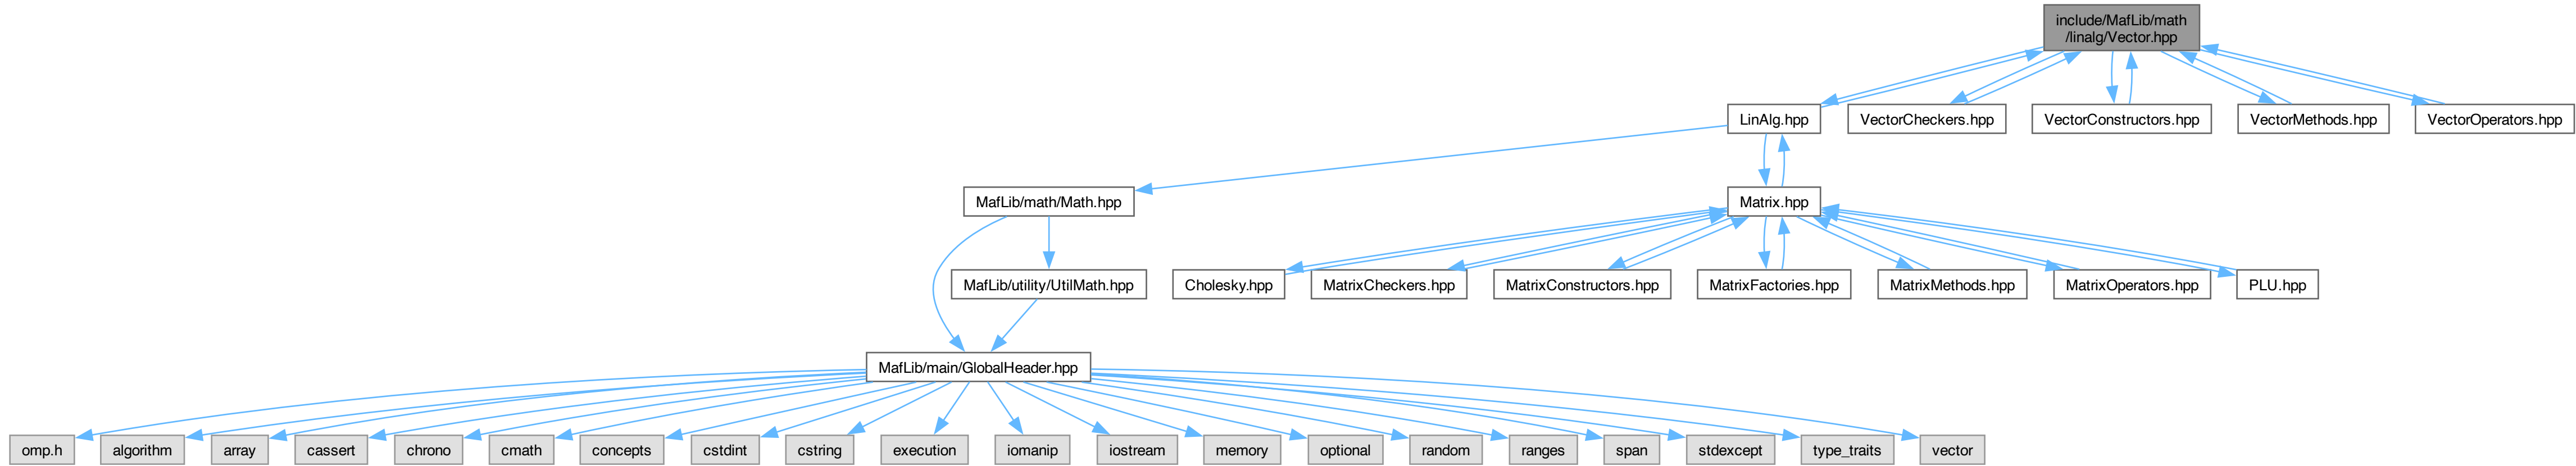 include/MafLib/math
/linalg/Vector.hpp
LinAlg.hpp
VectorCheckers.hpp
VectorConstructors.hpp
VectorMethods.hpp
VectorOperators.hpp
MafLib/math/Math.hpp
Matrix.hpp
MafLib/utility/UtilMath.hpp
Cholesky.hpp
MatrixCheckers.hpp
MatrixConstructors.hpp
MatrixFactories.hpp
MatrixMethods.hpp
MatrixOperators.hpp
PLU.hpp
MafLib/main/GlobalHeader.hpp
omp.h
algorithm
array
cassert
chrono
cmath
concepts
cstdint
cstring
execution
iomanip
iostream
memory
optional
random
ranges
span
stdexcept
type_traits
vector